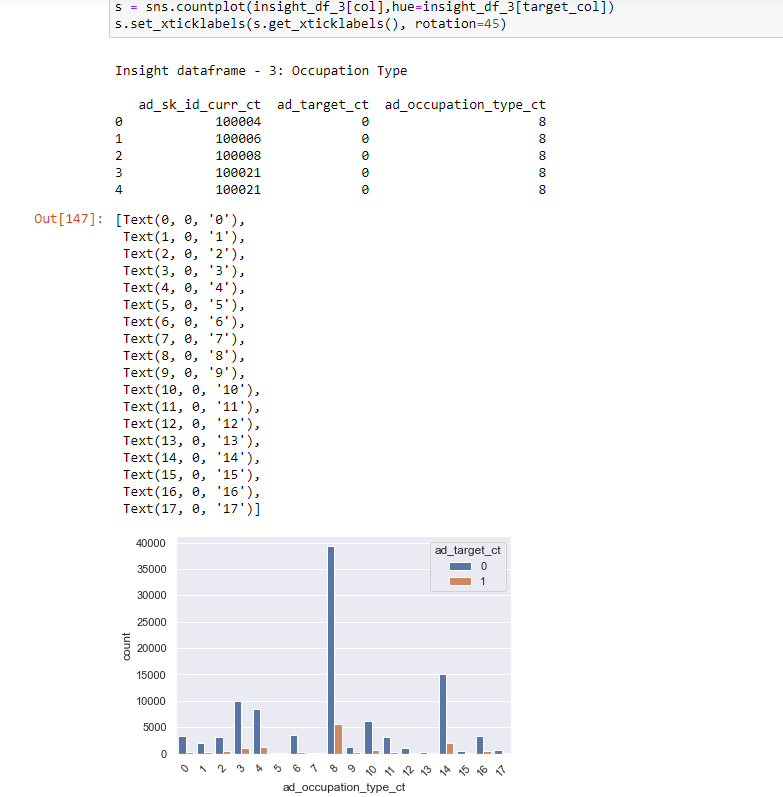 s = sns.countplot(insight_df_3[col],hue=insight_df_3[target_col])
s.set_xticklabels(s.get_xticklabels(), rotation=45)
Insight dataframe - 3: Occupation Type
ad_sk_id_curr_ct ad_target_ct ad_occupation_type_ct
0 100004 0 8
1 100006 0 8
2 100008 0 8
3 100021 0 8
4 100021 0 8
Out[147]: [Text(0, 0, '0'),
Text(1, 0, '1'),
Text(2, 0, '2'),
Text(3, 0, '3'),
Text(4, 0, '4'),
Text(5, 0, '5'),
Text(6, 0, '6'),
Text(7, 0, '7'),
Text(8, 0, '8'),
Text(9, 0, '9'),
Text(10, 0, '10'),
Text(11, 0, '11'),
Text(12, 0, '12'),
Text(13, 0, '13'),
Text(14, 0, '14'),
Text(15, 0, '15'),
Text(16, 0, '16'),
Text(17, 0, '17')]
ad_target_ct
0
1
40000
35000
30000
25000
20000
15000
10000
5000
0
count
0 1 2 3 4 5 6 7 8 9 10 11 12 13 14 15 16 17
ad_occupation_type_ct